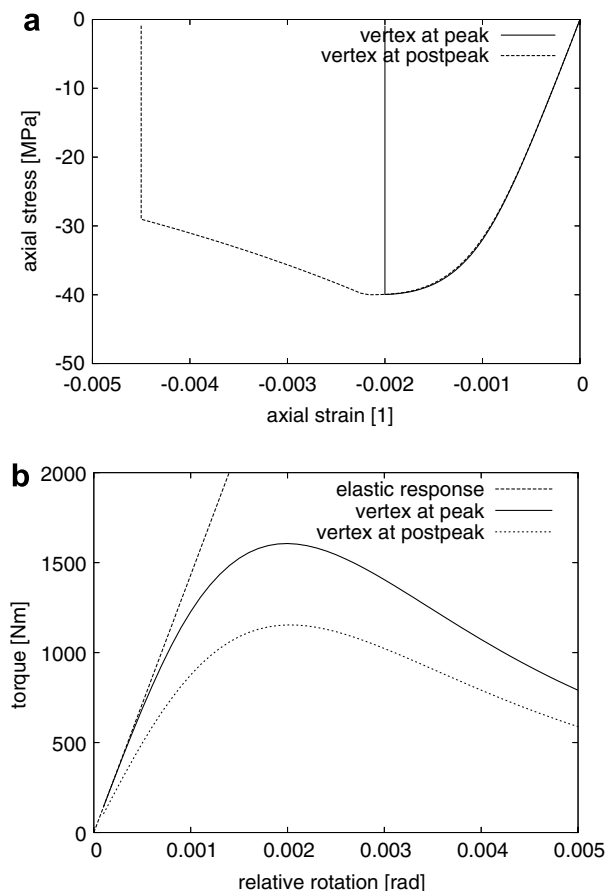 a
vertex at peak
vertex at postpeak
0
-10
-20
-30
-40
-50
axial stress [MPa]
-0.005 -0.004 -0.003 -0.002 -0.001 0
axial strain [1]
b
elastic response
vertex at peak
vertex at postpeak
2000
1500
1000
500
0
torque [Nm]
0 0.001 0.002 0.003 0.004 0.005
relative rotation [rad]